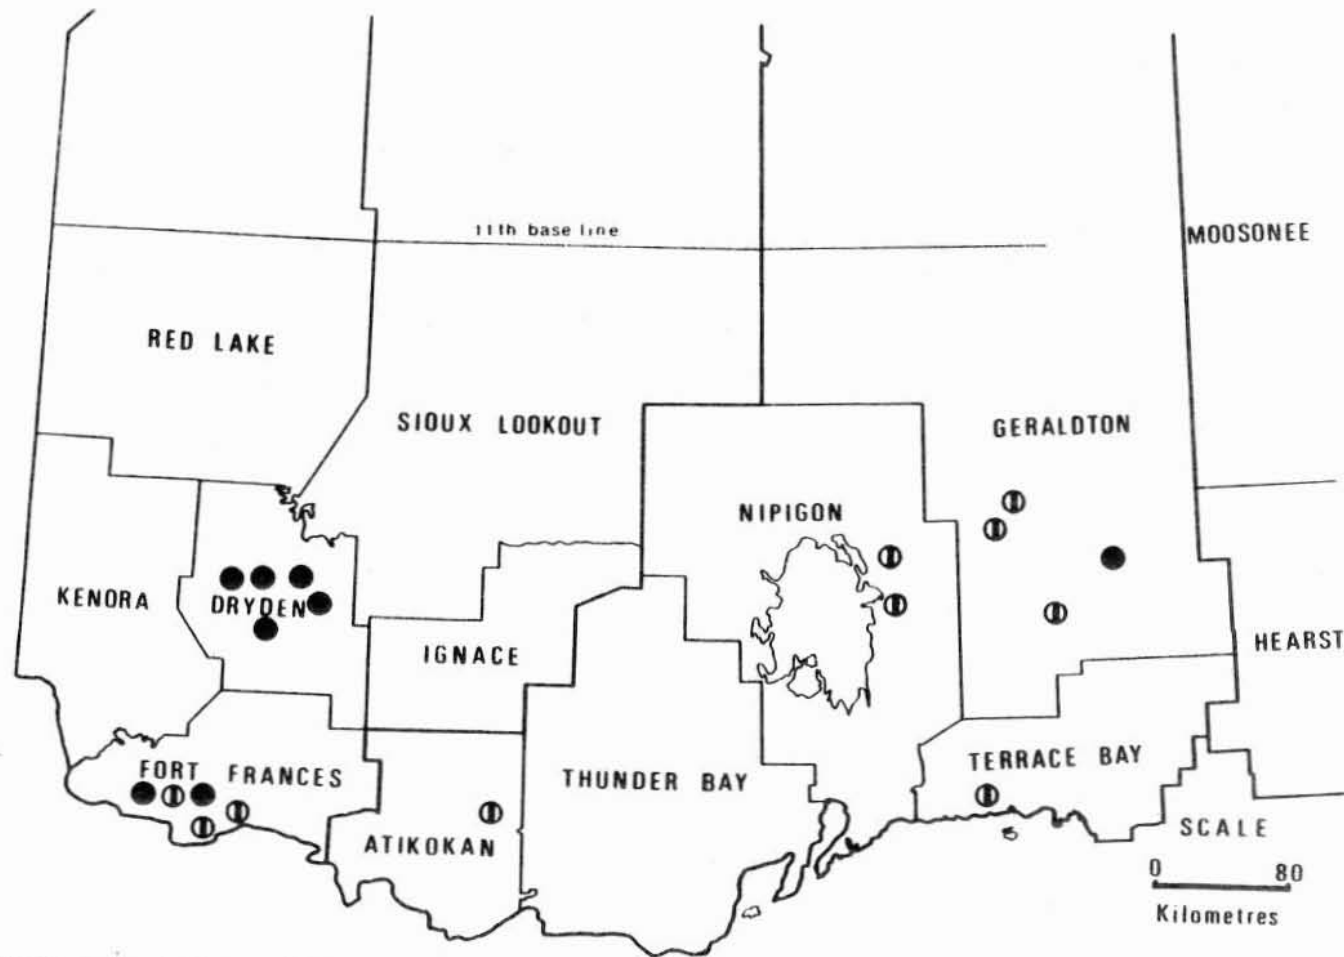 11th base line
MOOSONEE
RED LAKE
SIOUX LOOKOUT
GERALDTON
NIPIGON
KENORA
DRYDEN
IGNACE
HEARST
FORT FRANCES
THUNDER BAY
TERRACE BAY
ATIKOKAN
SCALE
0 80
Kilometres